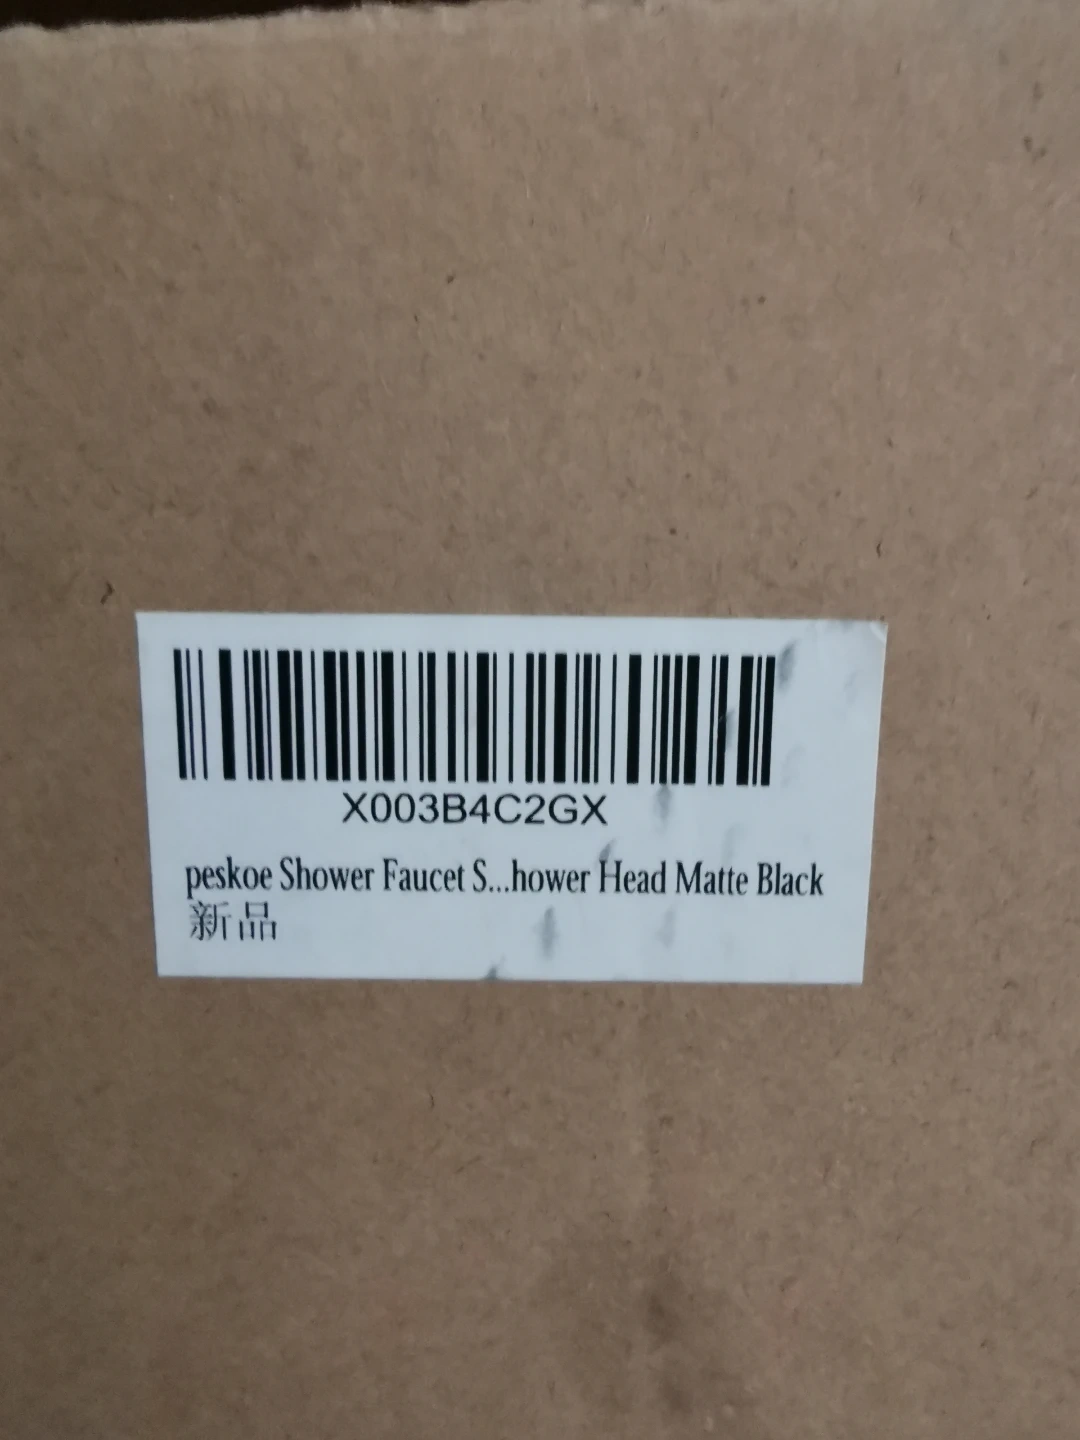 X003B4C2GX
peskoe Shower Faucet S...hower Head Matte Black
新品